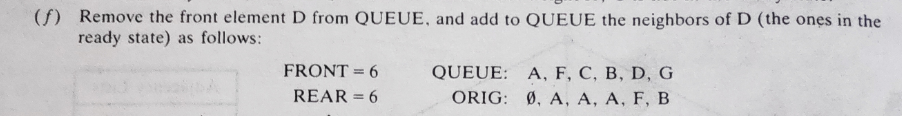 (f) Remove the front element D from QUEUE, and add to QUEUE the neighbors of D (the ones in the
ready state) as follows:
FRONT = 6 QUEUE: A, F, C, B, D, G
REAR = 6 ORIG: Ø, A, A, A, F, B